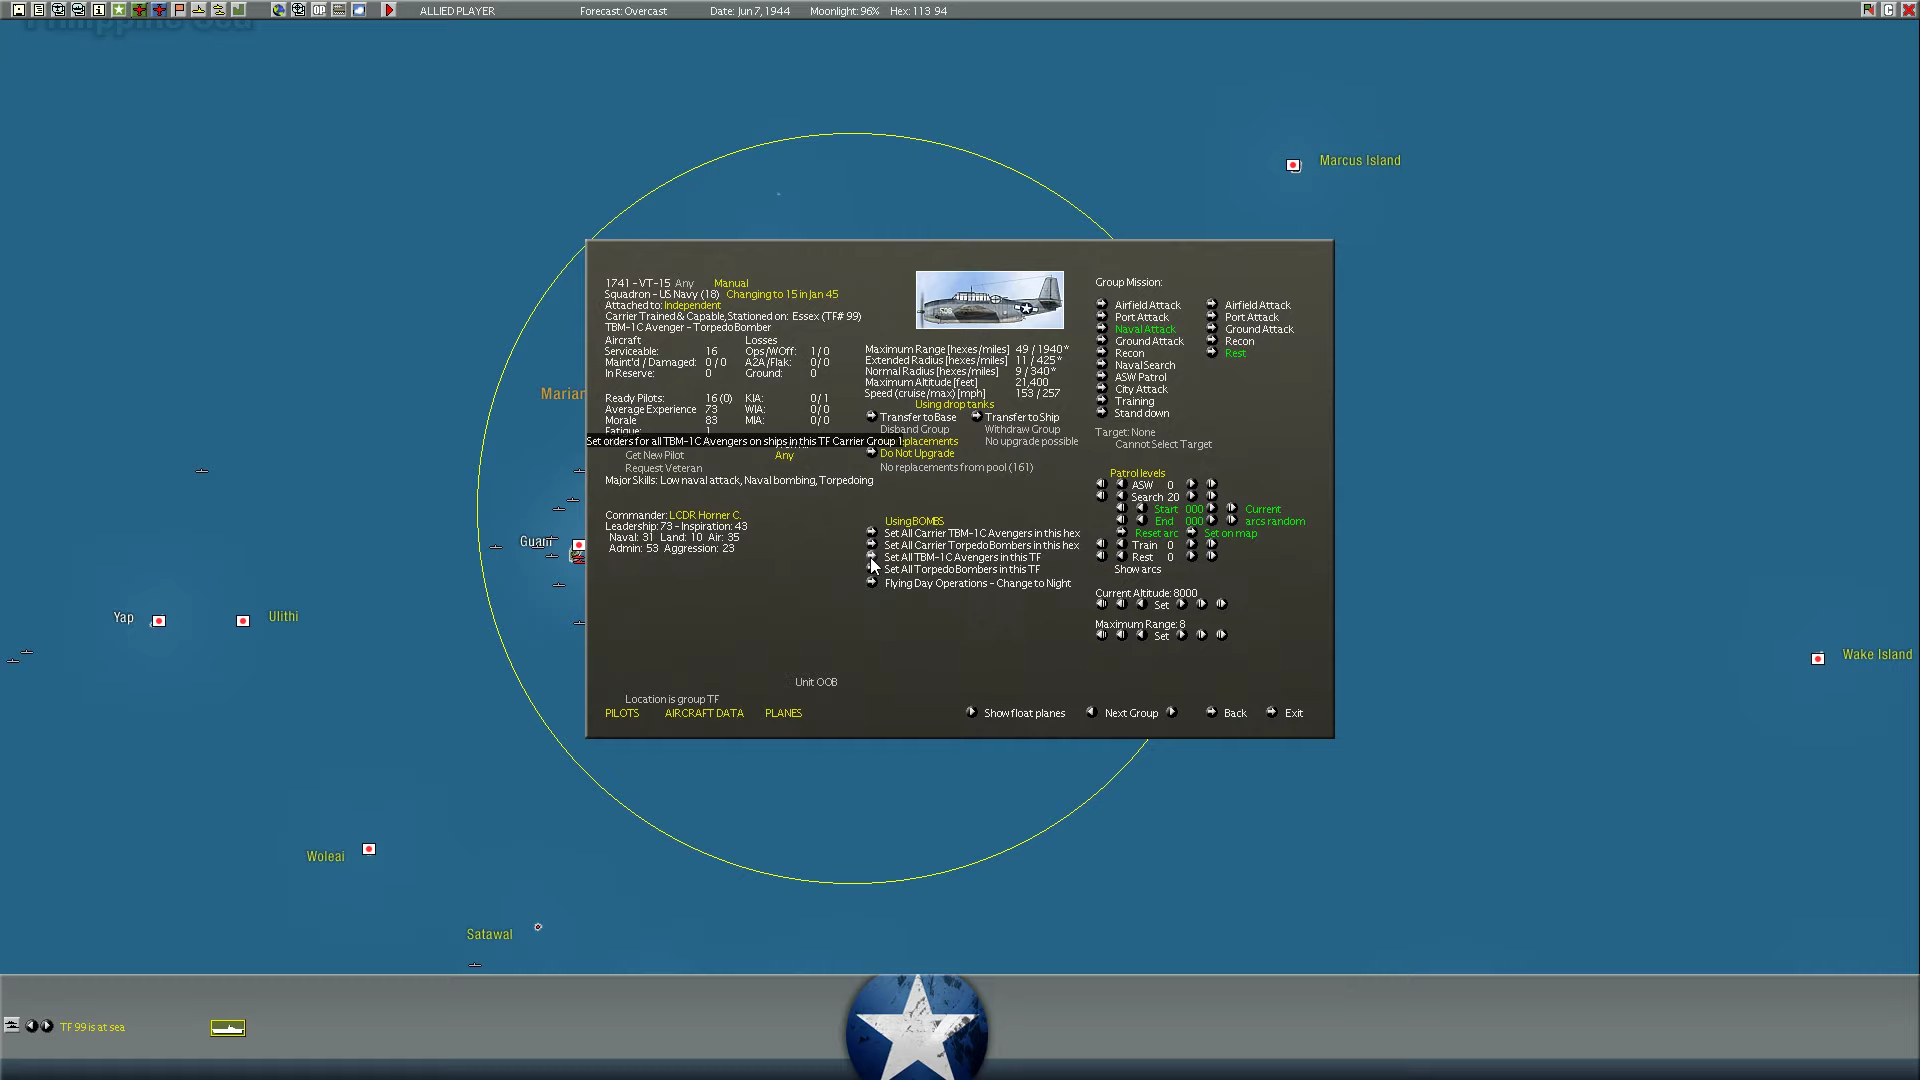 OP
C
ALLIED PLAYER Forecast: Overcast Date: Jun 7, 1944 Moonlight: 96% Hex: 113 94
Philippine Sea
Marcus Island
Marian
Guam
Yap
Ulithi
Wake Island
Woleai
Satawal
1741 - VT-15 Any Manual
Squadron - US Navy (18) Changing to 15 in Jan 45
Attached to: Independent
Carrier Trained & Capable, Stationed on: Essex (TF# 99)
TBM-1C Avenger - Torpedo Bomber
Aircraft Losses
Serviceable: 16 Ops/WOff: 1/0
Maint'd / Damaged: 0 / 0 A2A/Flak: 0/0
In Reserve: 0 Ground: 0
Ready Pilots: 16 (0) KIA: 0/1
Average Experience 73 WIA: 0/0
Morale 83 MIA: 0/0
Fatigue: 1
Set orders for all TBM-1C Avengers on ships in this TF Carrier Group 1
Get New Pilot Any
Request Veteran
Major Skills: Low naval attack, Naval bombing, Torpedoing
Commander: LCDR Horner C.
Leadership: 73 - Inspiration: 43
Naval: 31 Land: 10 Air: 35
Admin: 53 Aggression: 23
Maximum Range [hexes/miles] 49 / 1940*
Extended Radius [hexes/miles] 11 / 425*
Normal Radius [hexes/miles] 9 / 340*
Maximum Altitude [feet] 21,400
Speed (cruise/max) [mph] 153 / 257
Using drop tanks
Transfer to Base Transfer to Ship
Disband Group Withdraw Group
placements No upgrade possible
Do Not Upgrade
No replacements from pool (161)
Using BOMBS
Set All Carrier TBM-1C Avengers in this hex
Set All Carrier Torpedo Bombers in this hex
Set All TBM-1C Avengers in this TF
Set All Torpedo Bombers in this TF
Flying Day Operations - Change to Night
Group Mission:
Airfield Attack Airfield Attack
Port Attack Port Attack
Naval Attack Ground Attack
Ground Attack Recon
Recon Rest
Naval Search
ASW Patrol
City Attack
Training
Stand down
Target: None
Cannot Select Target
Patrol levels
ASW 0
Search 20
Start 000 Current
End 000 arcs random
Reset arc Set on map
Train 0
Rest 0
Show arcs
Current Altitude: 8000
Set
Maximum Range: 8
Set
Unit OOB
Location is group TF
PILOTS AIRCRAFT DATA PLANES Show float planes Next Group Back Exit
TF 99 is at sea